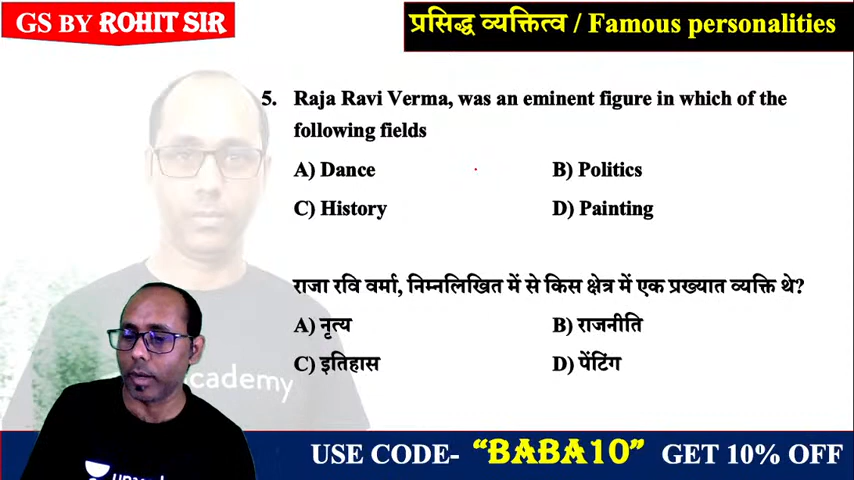 GS BY ROHIT SIR
प्रसिद्ध व्यक्तित्व / Famous personalities
5. Raja Ravi Verma, was an eminent figure in which of the
following fields
A) Dance B) Politics
C) History D) Painting
राजा रवि वर्मा, निम्नलिखित में से किस क्षेत्र में एक प्रख्यात व्यक्ति थे?
A) नृत्य B) राजनीति
C) इतिहास D) पेंटिंग
USE CODE- “BABA10” GET 10% OFF